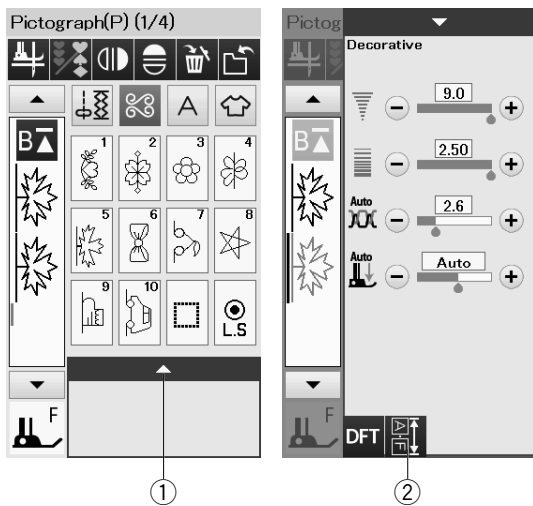 Pictograph(P) (1/4)
B
A
1
2
3
4
5
6
7
8
9
10
L.S
F
①
Pictog
Decorative
B
9.0
2.50
Auto
2.6
Auto
Auto
F
DFT
A
F
②